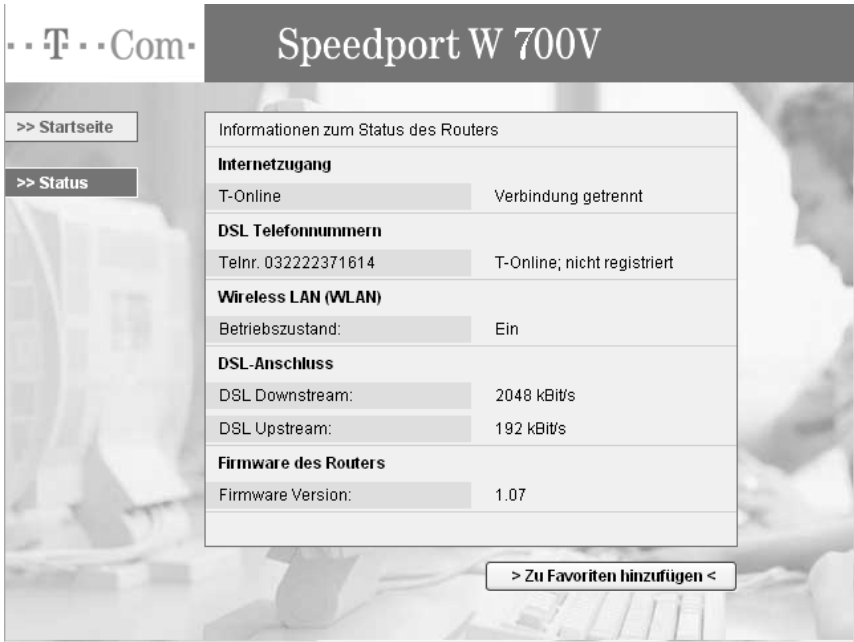 ··T··Com·
Speedport W 700V
>> Startseite
>> Status
Informationen zum Status des Routers
Internetzugang
T-Online Verbindung getrennt
DSL Telefonnummern
Telnr. 032222371614 T-Online; nicht registriert
Wireless LAN (WLAN)
Betriebszustand: Ein
DSL-Anschluss
DSL Downstream: 2048 kBit/s
DSL Upstream: 192 kBit/s
Firmware des Routers
Firmware Version: 1.07
> Zu Favoriten hinzufügen <